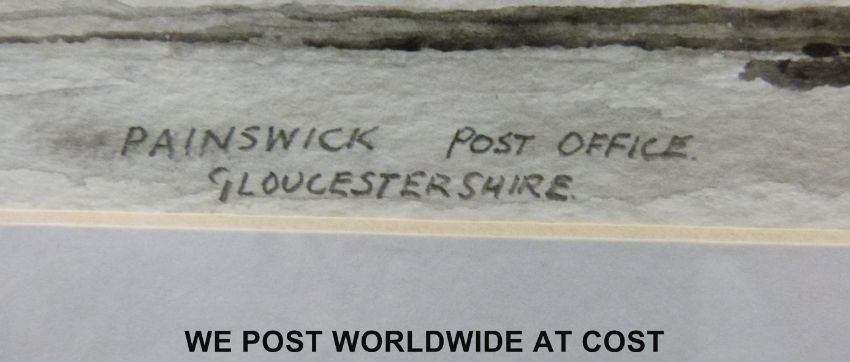 PAINSWICK POST OFFICE.
GLOUCESTERSHIRE.
WE POST WORLDWIDE AT COST